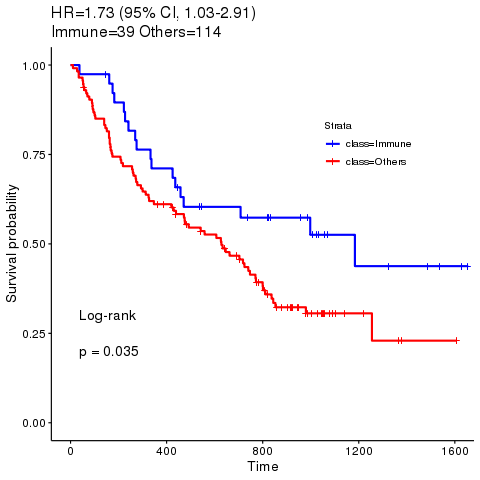 HR=1.73 (95% CI, 1.03-2.91)
Immune=39 Others=114
1.00
0.75
0.50
0.25
0.00
Survival probability
Strata
class=Immune
class=Others
Log-rank
p = 0.035
0 400 800 1200 1600
Time